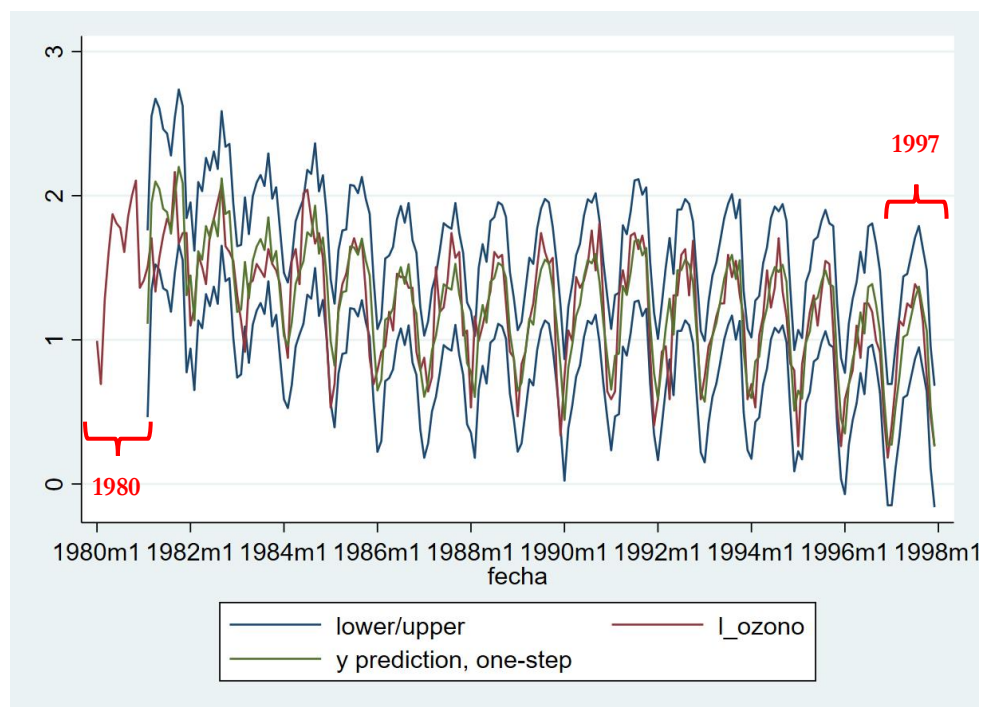 3
1997
2
1
0
1980
1980m1 1982m1 1984m1 1986m1 1988m1 1990m1 1992m1 1994m1 1996m1 1998m1
fecha
lower/upper l_ozono
y prediction, one-step